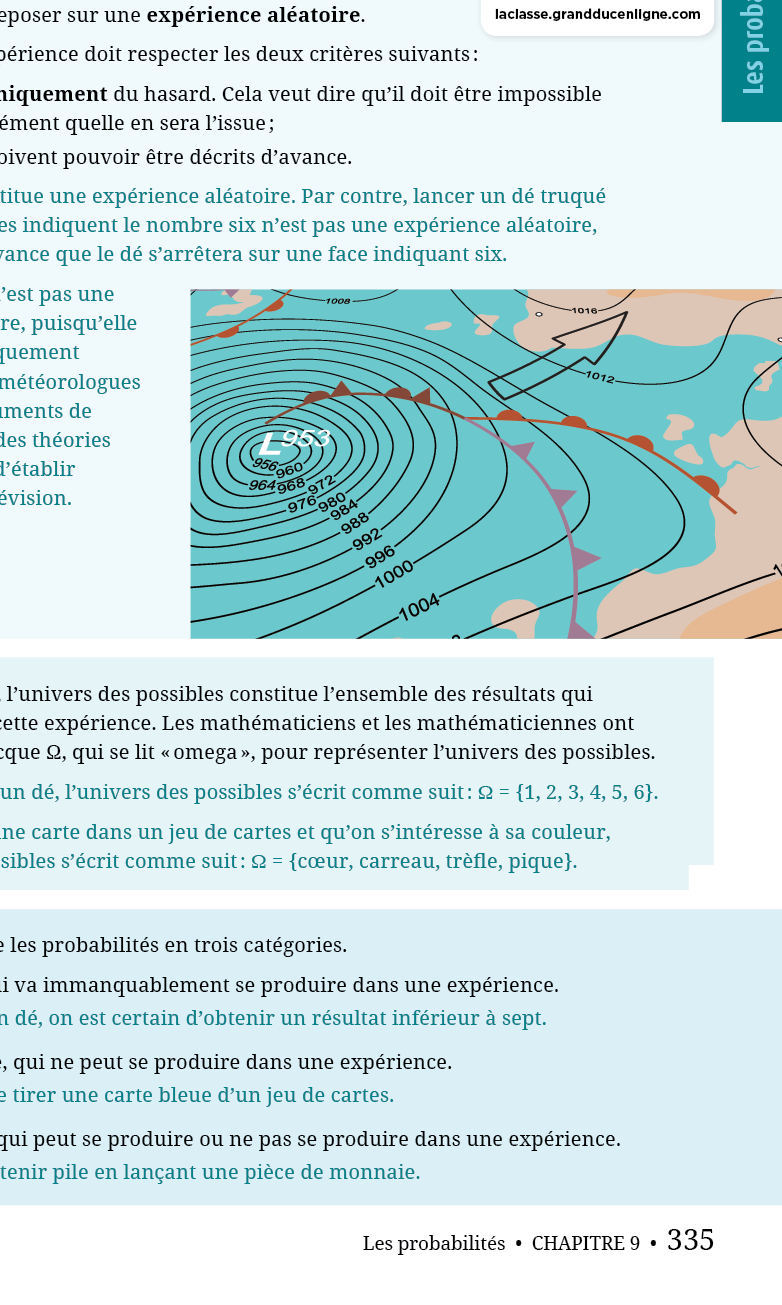 eposer sur une expérience aléatoire.
laclasse.grandducenligne.com
Les proba
périence doit respecter les deux critères suivants :
niquement du hasard. Cela veut dire qu’il doit être impossible
ément quelle en sera l’issue ;
oivent pouvoir être décrits d’avance.
titue une expérience aléatoire. Par contre, lancer un dé truqué
es indiquent le nombre six n’est pas une expérience aléatoire,
vance que le dé s’arrêtera sur une face indiquant six.
’est pas une
re, puisqu’elle
quement
météorologues
uments de
des théories
d’établir
évision.
1008
1016
1012
L 953
956
960
964
968
972
976
980
984
988
992
996
1000
1004
, l’univers des possibles constitue l’ensemble des résultats qui
cette expérience. Les mathématiciens et les mathématiciennes ont
cque Ω, qui se lit « omega », pour représenter l’univers des possibles.
un dé, l’univers des possibles s’écrit comme suit : Ω = {1, 2, 3, 4, 5, 6}.
ne carte dans un jeu de cartes et qu’on s’intéresse à sa couleur,
sibles s’écrit comme suit : Ω = {cœur, carreau, trèfle, pique}.
e les probabilités en trois catégories.
i va immanquablement se produire dans une expérience.
n dé, on est certain d’obtenir un résultat inférieur à sept.
e, qui ne peut se produire dans une expérience.
e tirer une carte bleue d’un jeu de cartes.
qui peut se produire ou ne pas se produire dans une expérience.
tenir pile en lançant une pièce de monnaie.
Les probabilités • CHAPITRE 9 • 335